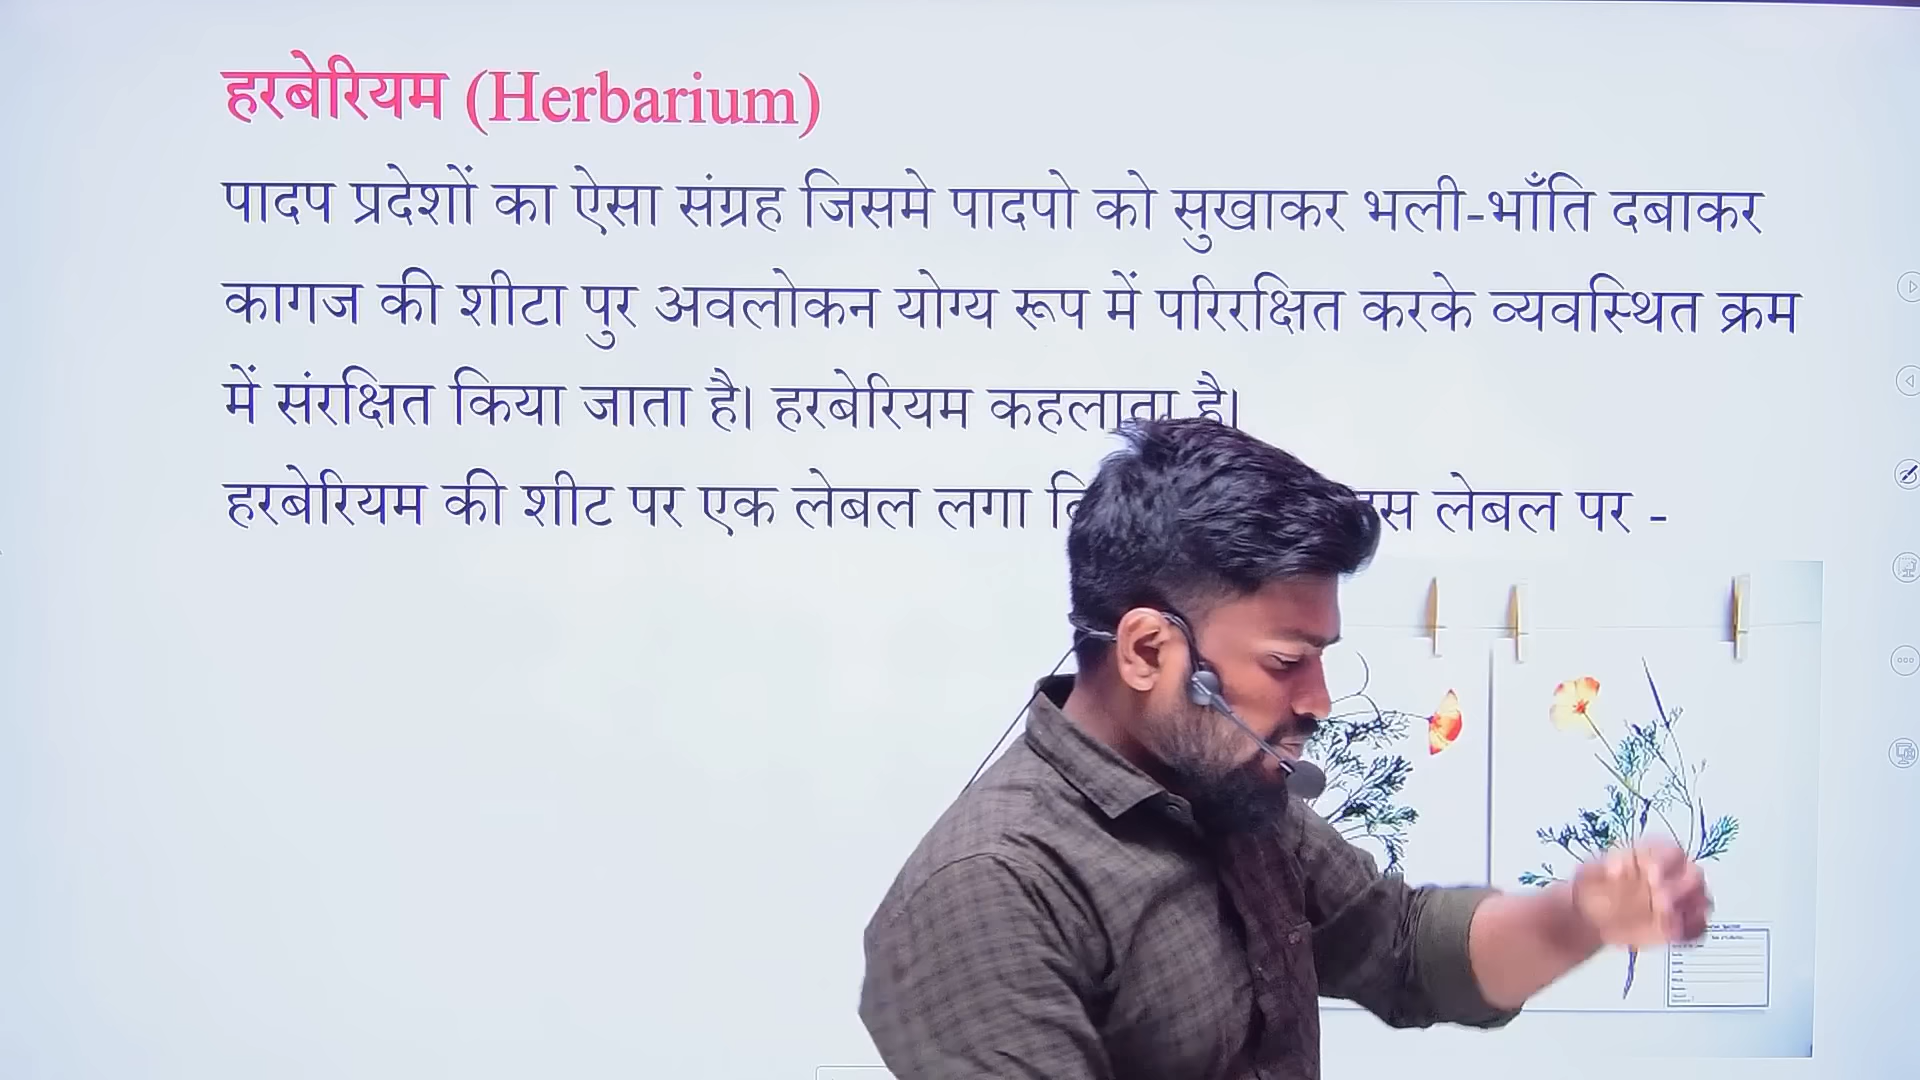 हरबेरियम (Herbarium)
पादप प्रदेशों का ऐसा संग्रह जिसमे पादपो को सुखाकर भली-भाँति दबाकर
कागज की शीटा पुर अवलोकन योग्य रूप में परिरक्षित करके व्यवस्थित क्रम
में संरक्षित किया जाता है। हरबेरियम कहलाता है।
हरबेरियम की शीट पर एक लेबल लगा लेबल पर -